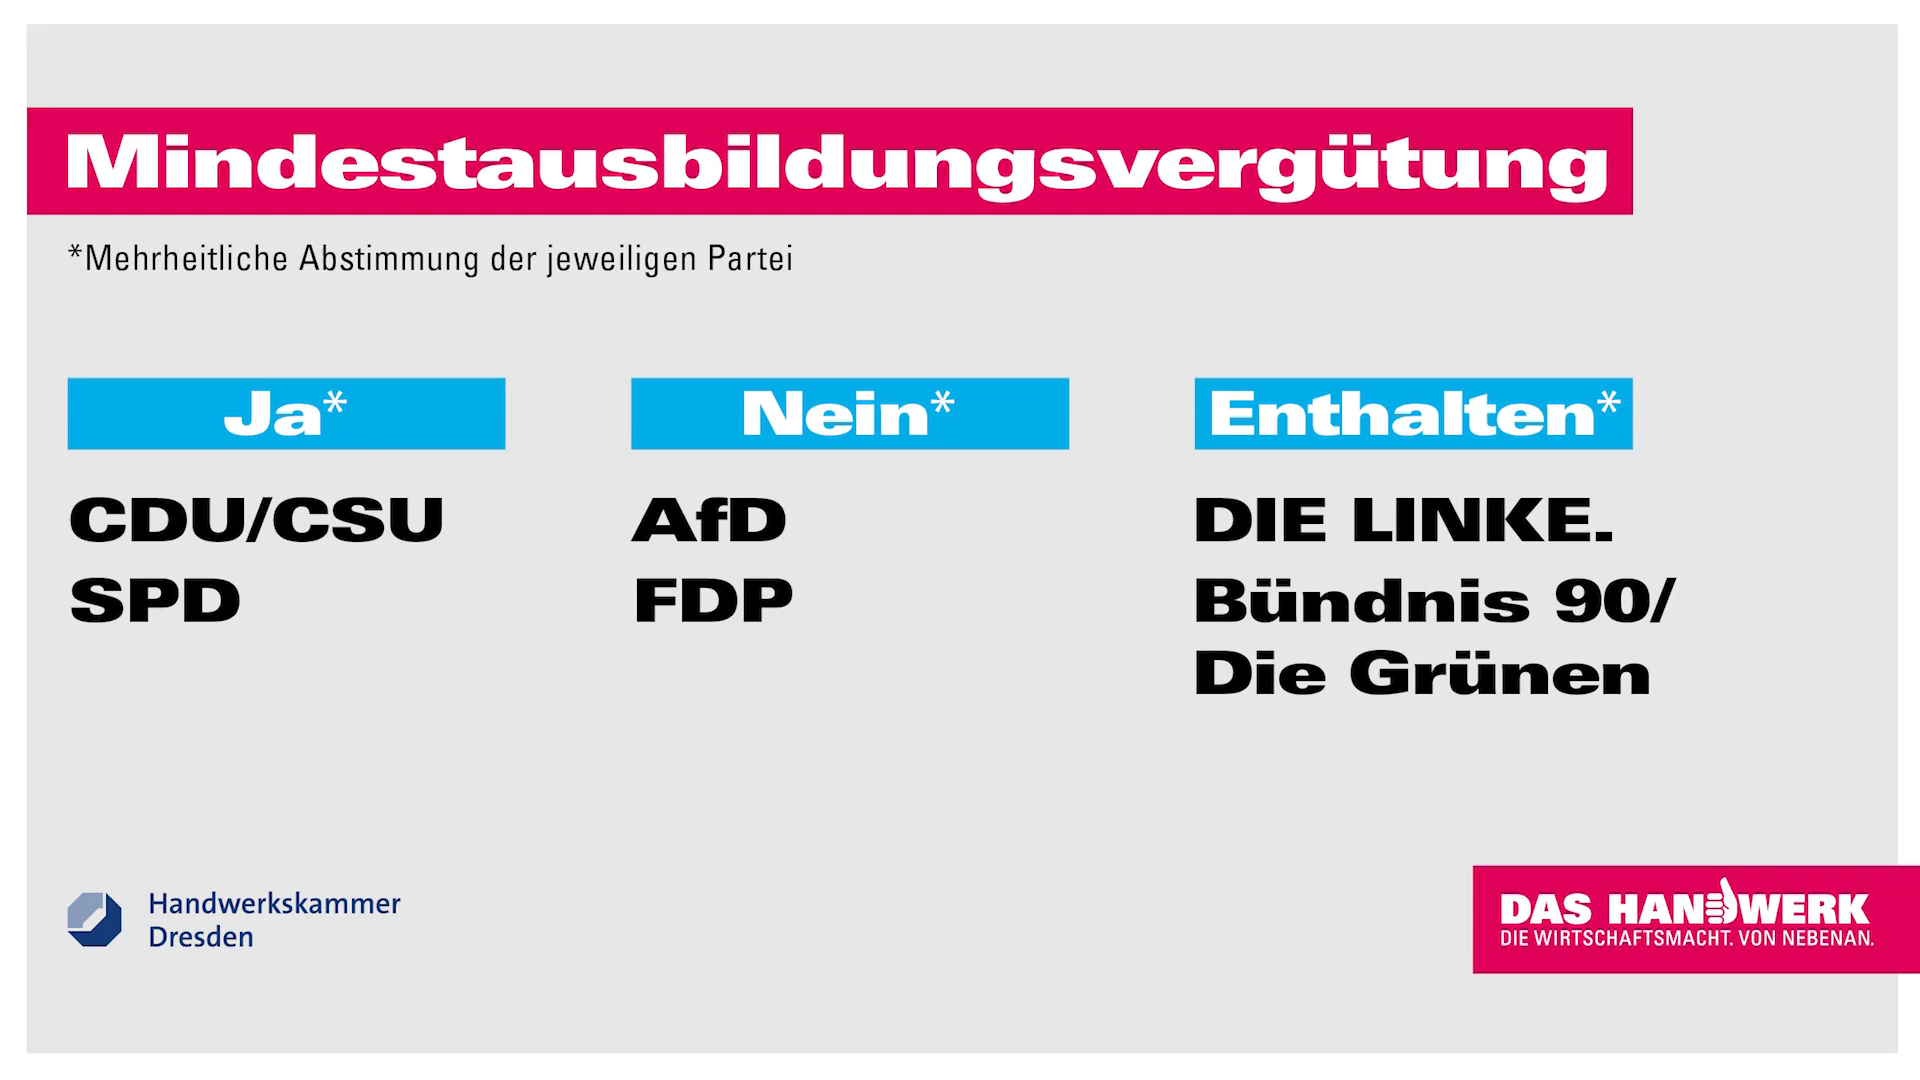 Mindestausbildungsvergütung
*Mehrheitliche Abstimmung der jeweiligen Partei
Ja*
CDU/CSU
SPD
Nein*
AfD
FDP
Enthalten*
DIE LINKE.
Bündnis 90/
Die Grünen
Handwerkskammer
Dresden
DAS HANDWERK
DIE WIRTSCHAFTSMACHT. VON NEBENAN.